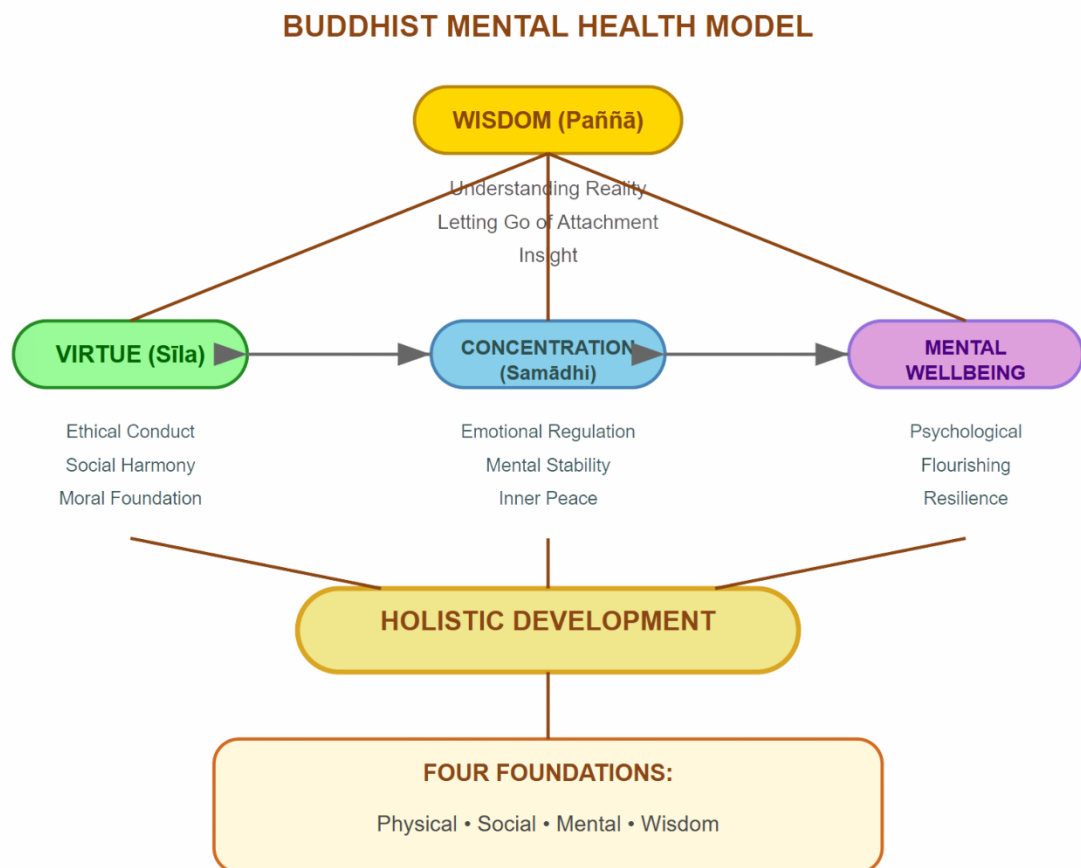 BUDDHIST MENTAL HEALTH MODEL
WISDOM (Paññā)
Understanding Reality
Letting Go of Attachment
Insight
VIRTUE (Sīla)
CONCENTRATION
(Samādhi)
MENTAL
WELLBEING
Ethical Conduct
Social Harmony
Moral Foundation
Emotional Regulation
Mental Stability
Inner Peace
Psychological
Flourishing
Resilience
HOLISTIC DEVELOPMENT
FOUR FOUNDATIONS:
Physical • Social • Mental • Wisdom